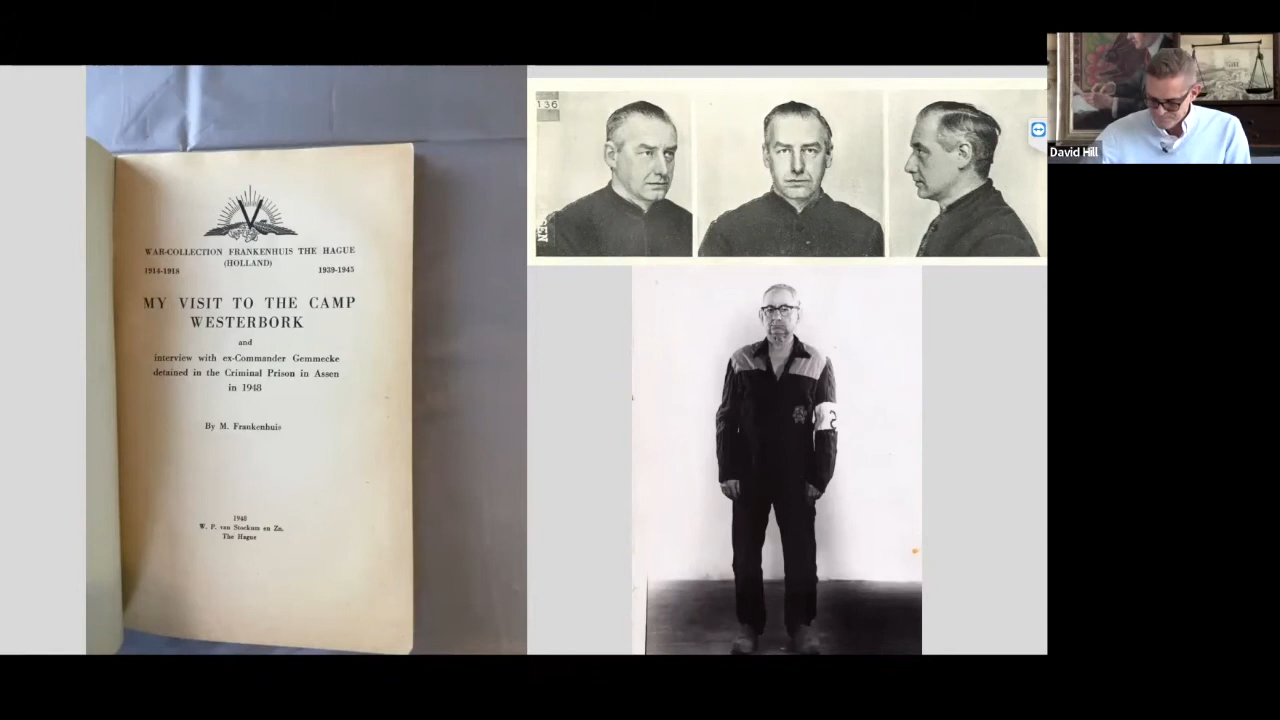 WAR-COLLECTION FRANKENHUIS THE HAGUE
(HOLLAND)
1914-1918 1939-1945
MY VISIT TO THE CAMP
WESTERBORK
and
interview with ex-Commander Gemmecke
detained in the Criminal Prison in Assen
in 1948
By M. Frankenhuis
1948
W. P. van Stockum en Zn.
The Hague
136
SEN
2
David Hill